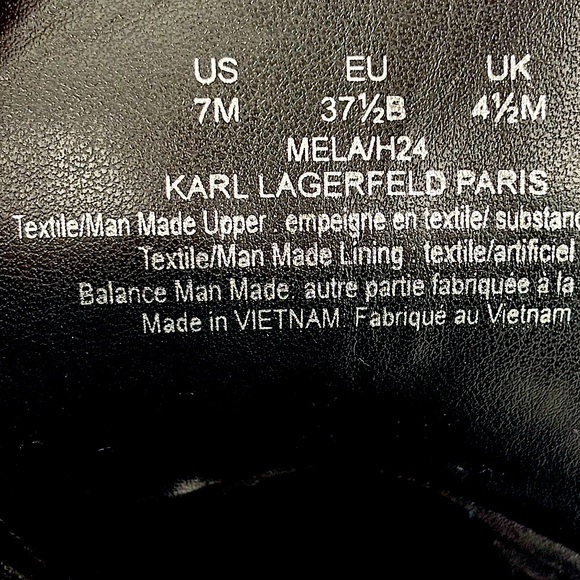 US EU UK
7M 37½B 4½M
MELA/H24
KARL LAGERFELD PARIS
Textile/Man Made Upper : empeigne en textile/ substanc
Textile/Man Made Lining : textile/artificiel
Balance Man Made: autre partie fabriquée à la
Made in VIETNAM Fabriqué au Vietnam